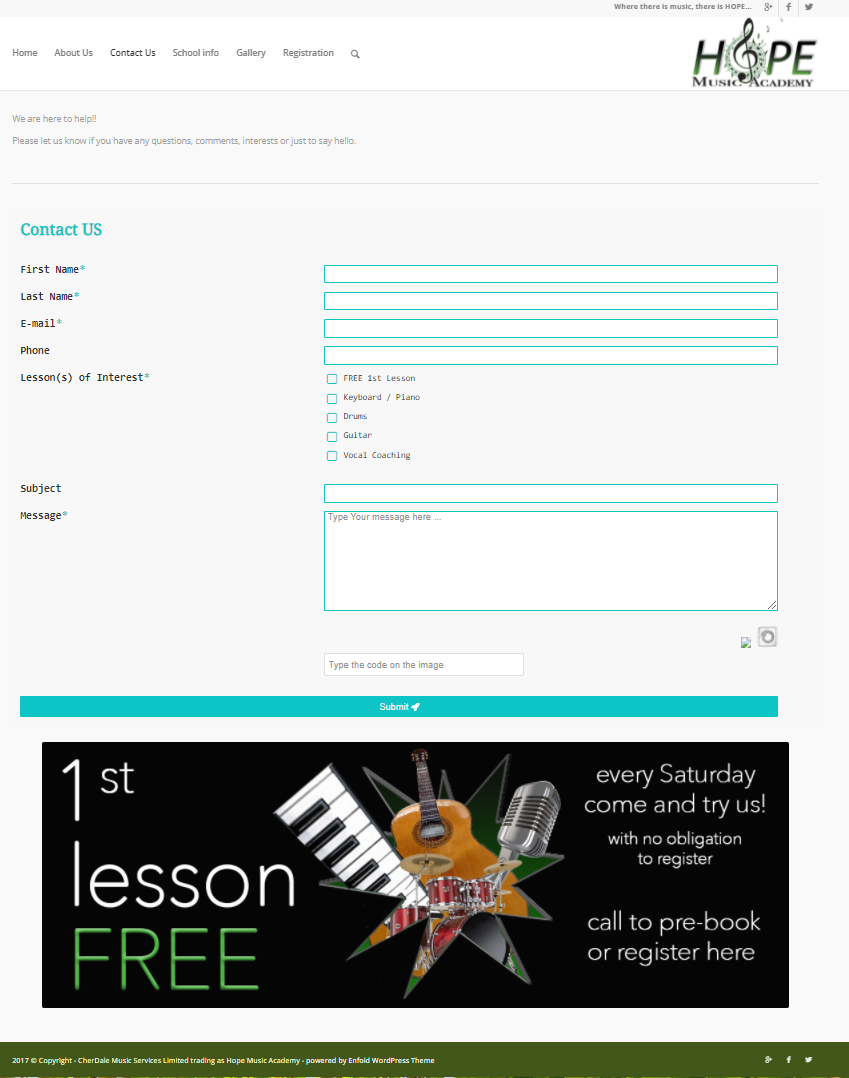 Where there is music, there is HOPE...
Home About Us Contact Us School info Gallery Registration
HOPE
MUSIC ACADEMY
We are here to help!!
Please let us know if you have any questions, comments, interests or just to say hello.
Contact US
First Name*
Last Name*
E-mail*
Phone
Lesson(s) of Interest*
FREE 1st Lesson
Keyboard / Piano
Drums
Guitar
Vocal Coaching
Subject
Message*
Type Your message here ...
Type the code on the image
Submit
1st
lesson
FREE
every Saturday
come and try us!
with no obligation
to register
call to pre-book
or register here
2017 © Copyright - CherDale Music Services Limited trading as Hope Music Academy - powered by Enfold WordPress Theme